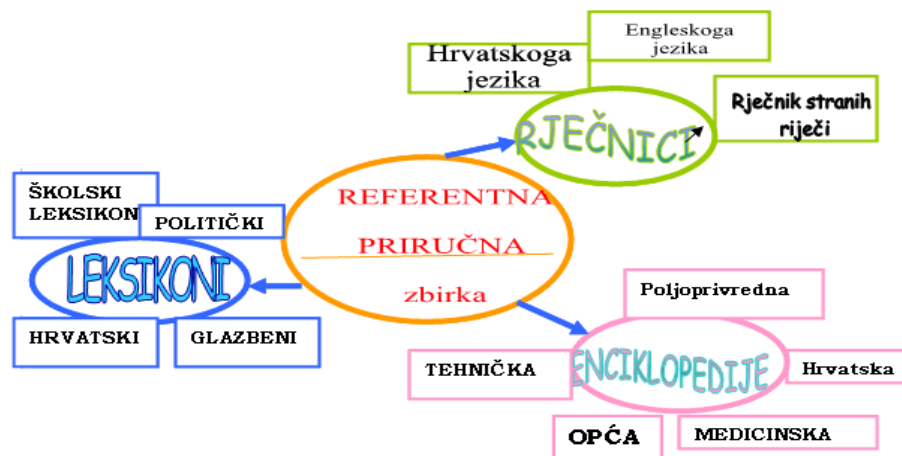 Engleskoga
jezika
Hrvatskoga
jezika
Rječnik stranih
riječi
RJEČNICI
REFERENTNA
PRIRUČNA
zbirka
ŠKOLSKI
LEKSIKON
POLITIČKI
LEKSIKONI
HRVATSKI
GLAZBENI
Poljoprivredna
TEHNIČKA
ENCIKLOPEDIJE
Hrvatska
OPĆA
MEDICINSKA